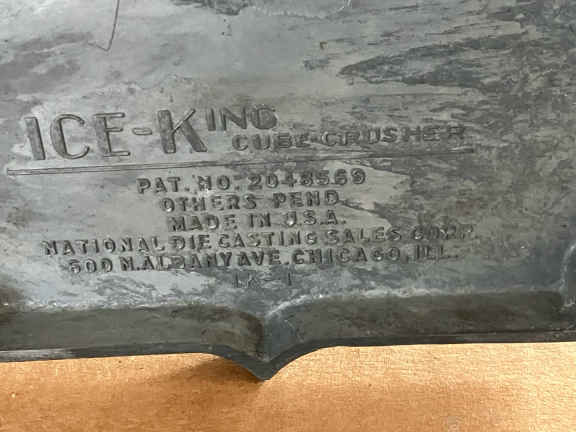 ICE-KING
CUBE CRUSHER
PAT. NO. 2048569
OTHERS PEND.
MADE IN U.S.A.
NATIONAL DIE CASTING SALES CORP.
600 N. ALBANY AVE. CHICAGO, ILL.